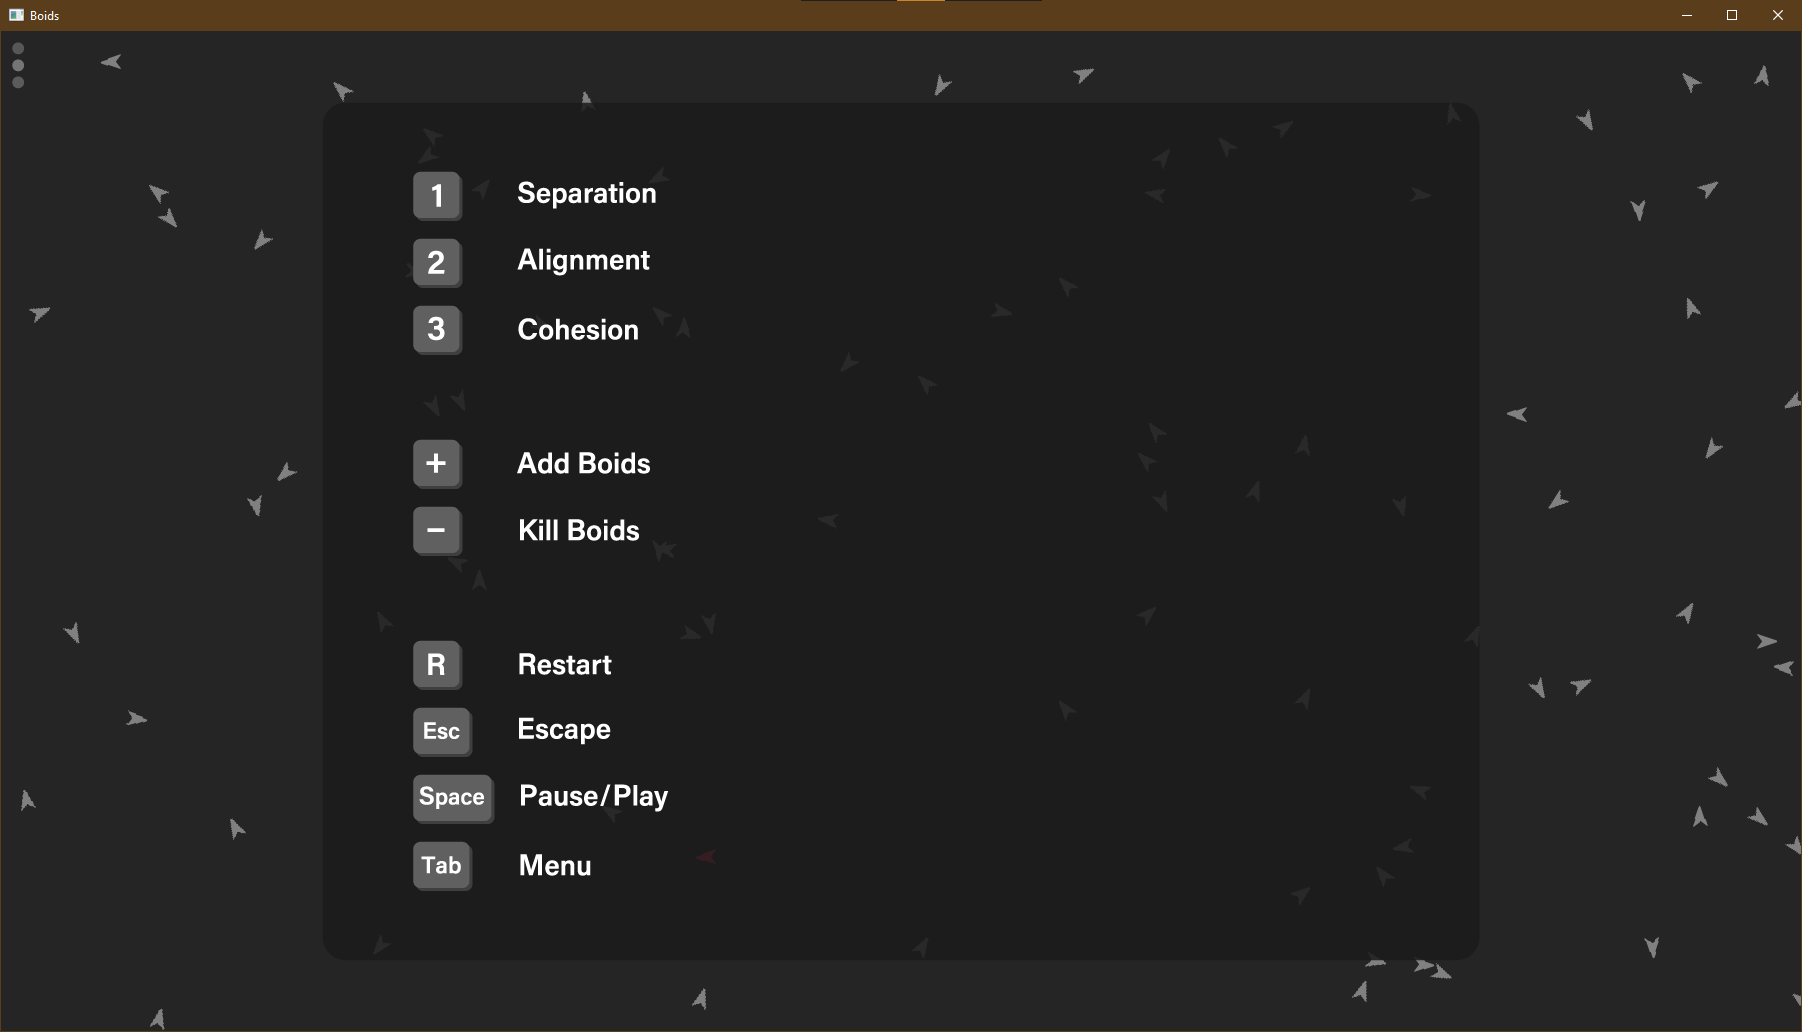 Boids
1 Separation
2 Alignment
3 Cohesion
+ Add Boids
− Kill Boids
R Restart
Esc Escape
Space Pause/Play
Tab Menu